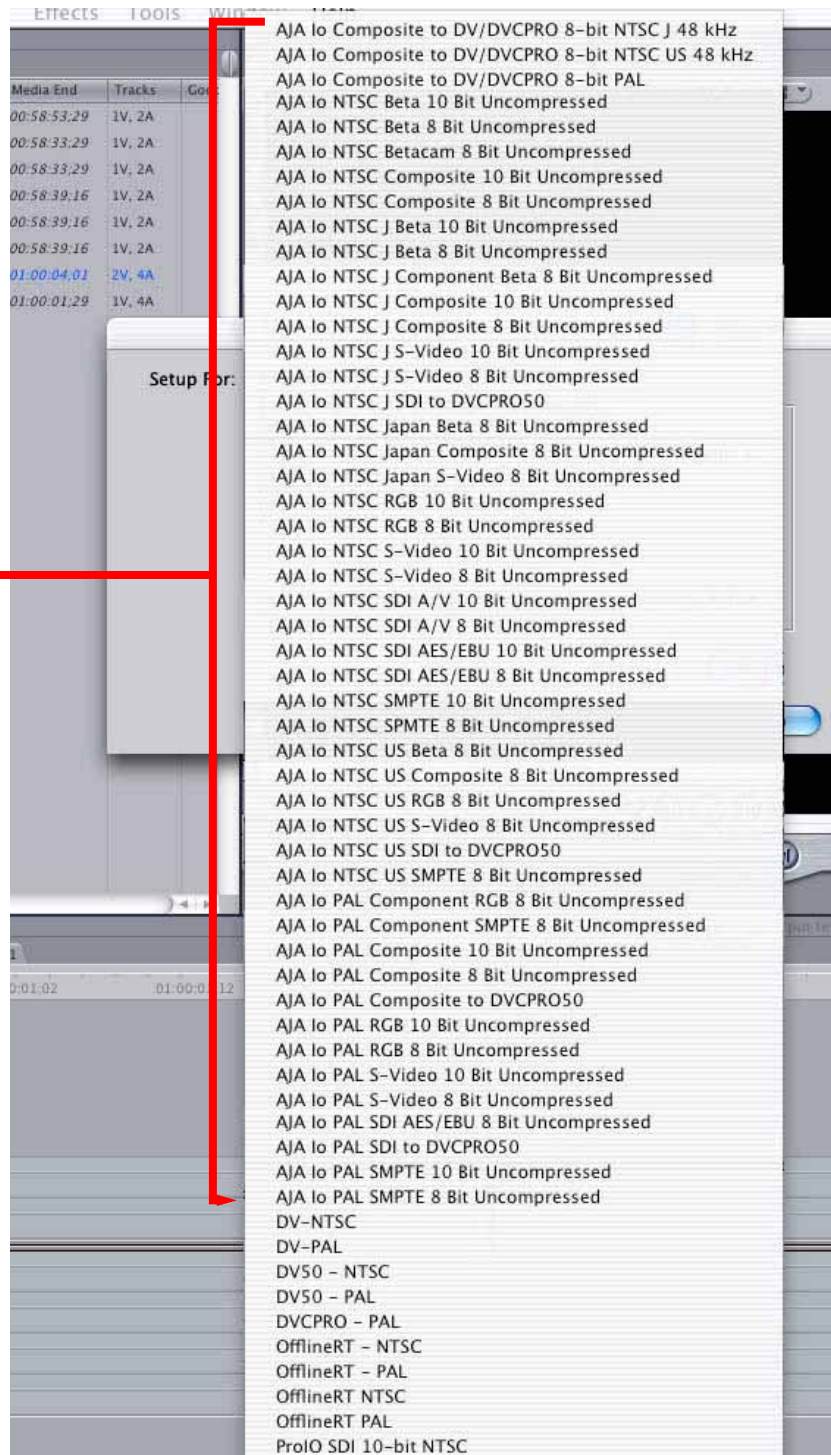 Effects Tools Window Help
Media End Tracks
00:58:53;29 1V, 2A
00:58:33;29 1V, 2A
00:58:33;29 1V, 2A
00:58:39;16 1V, 2A
00:58:39;16 1V, 2A
00:58:39;16 1V, 2A
01:00:04;01 2V, 4A
01:00:01;29 1V, 4A
Setup For:
AJA Io Composite to DV/DVCPRO 8-bit NTSC J 48 kHz
AJA Io Composite to DV/DVCPRO 8-bit NTSC US 48 kHz
AJA Io Composite to DV/DVCPRO 8-bit PAL
AJA Io NTSC Beta 10 Bit Uncompressed
AJA Io NTSC Beta 8 Bit Uncompressed
AJA Io NTSC Betacam 8 Bit Uncompressed
AJA Io NTSC Composite 10 Bit Uncompressed
AJA Io NTSC Composite 8 Bit Uncompressed
AJA Io NTSC J Beta 10 Bit Uncompressed
AJA Io NTSC J Beta 8 Bit Uncompressed
AJA Io NTSC J Component Beta 8 Bit Uncompressed
AJA Io NTSC J Composite 10 Bit Uncompressed
AJA Io NTSC J Composite 8 Bit Uncompressed
AJA Io NTSC J S-Video 10 Bit Uncompressed
AJA Io NTSC J S-Video 8 Bit Uncompressed
AJA Io NTSC J SDI to DVCPRO50
AJA Io NTSC Japan Beta 8 Bit Uncompressed
AJA Io NTSC Japan Composite 8 Bit Uncompressed
AJA Io NTSC Japan S-Video 8 Bit Uncompressed
AJA Io NTSC RGB 10 Bit Uncompressed
AJA Io NTSC RGB 8 Bit Uncompressed
AJA Io NTSC S-Video 10 Bit Uncompressed
AJA Io NTSC S-Video 8 Bit Uncompressed
AJA Io NTSC SDI A/V 10 Bit Uncompressed
AJA Io NTSC SDI A/V 8 Bit Uncompressed
AJA Io NTSC SDI AES/EBU 10 Bit Uncompressed
AJA Io NTSC SDI AES/EBU 8 Bit Uncompressed
AJA Io NTSC SMPTE 10 Bit Uncompressed
AJA Io NTSC SPMTE 8 Bit Uncompressed
AJA Io NTSC US Beta 8 Bit Uncompressed
AJA Io NTSC US Composite 8 Bit Uncompressed
AJA Io NTSC US RGB 8 Bit Uncompressed
AJA Io NTSC US S-Video 8 Bit Uncompressed
AJA Io NTSC US SDI to DVCPRO50
AJA Io NTSC US SMPTE 8 Bit Uncompressed
AJA Io PAL Component RGB 8 Bit Uncompressed
AJA Io PAL Component SMPTE 8 Bit Uncompressed
AJA Io PAL Composite 10 Bit Uncompressed
AJA Io PAL Composite 8 Bit Uncompressed
AJA Io PAL Composite to DVCPRO50
AJA Io PAL RGB 10 Bit Uncompressed
AJA Io PAL RGB 8 Bit Uncompressed
AJA Io PAL S-Video 10 Bit Uncompressed
AJA Io PAL S-Video 8 Bit Uncompressed
AJA Io PAL SDI AES/EBU 8 Bit Uncompressed
AJA Io PAL SDI to DVCPRO50
AJA Io PAL SMPTE 10 Bit Uncompressed
AJA Io PAL SMPTE 8 Bit Uncompressed
DV-NTSC
DV-PAL
DV50 - NTSC
DV50 - PAL
DVCPRO - PAL
OfflineRT - NTSC
OfflineRT - PAL
OfflineRT NTSC
OfflineRT PAL
ProIO SDI 10-bit NTSC